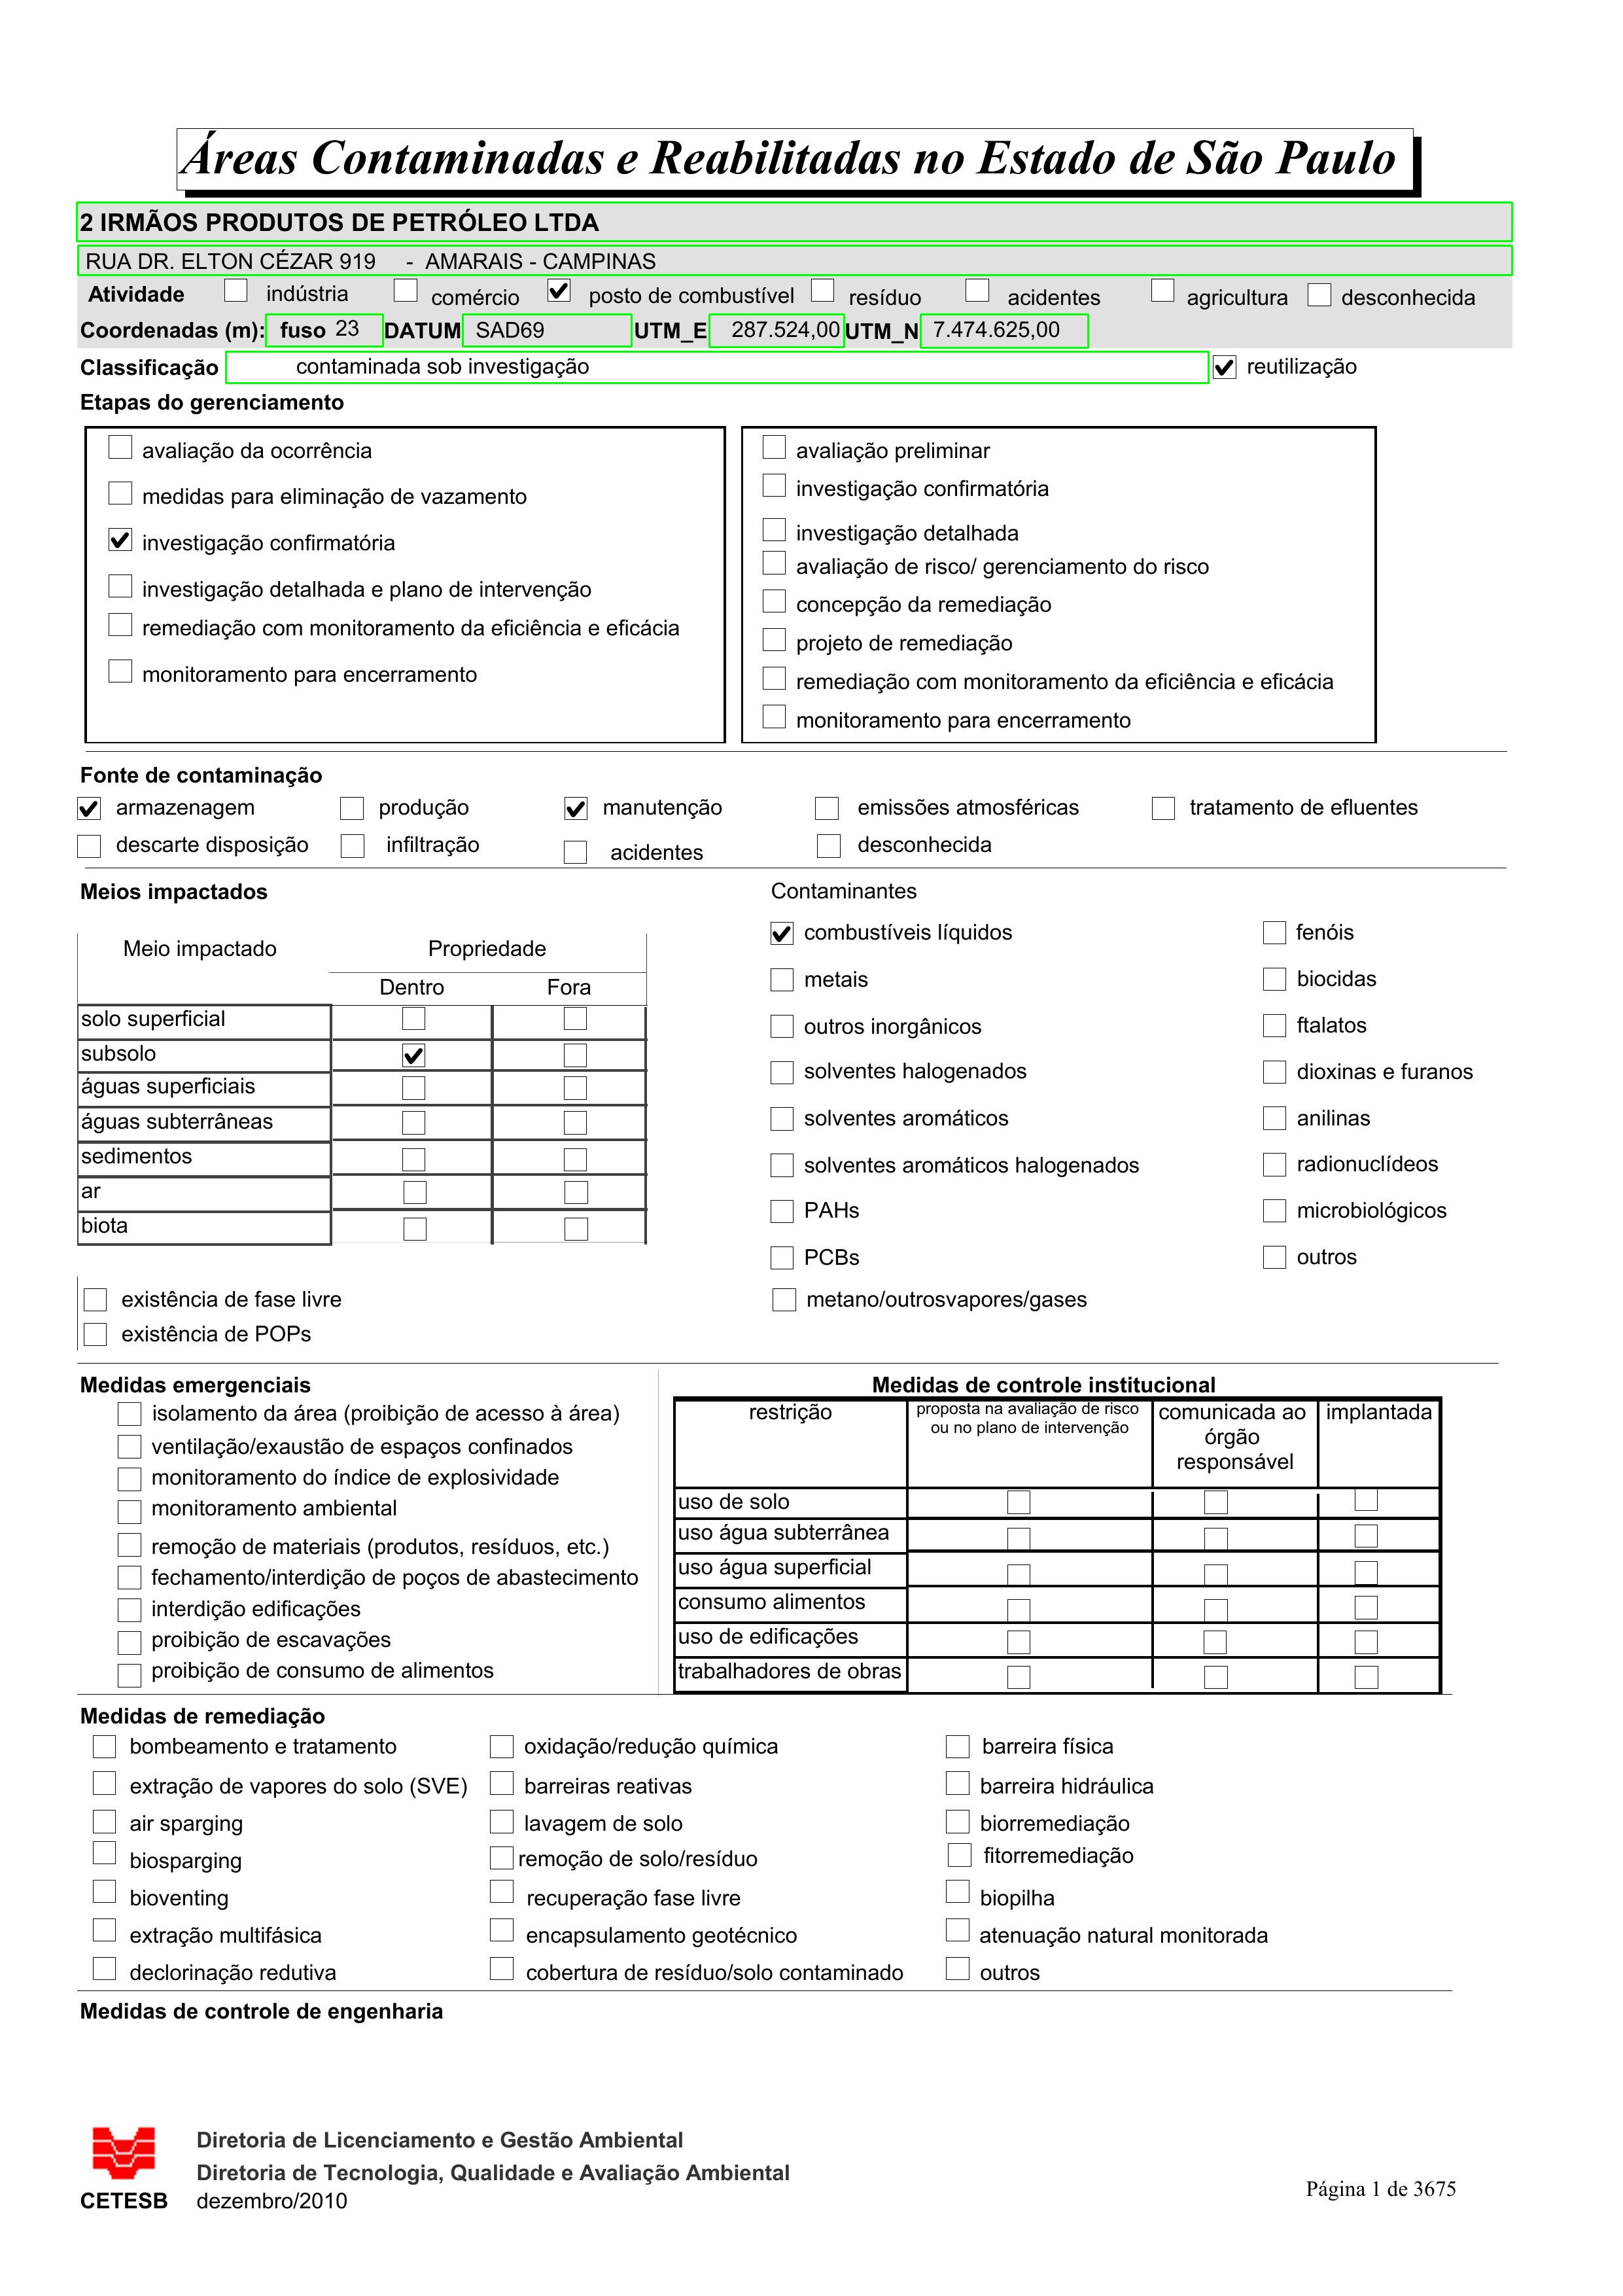 Áreas Contaminadas e Reabilitadas no Estado de São Paulo
2 IRMÃOS PRODUTOS DE PETRÓLEO LTDA
RUA DR. ELTON CÉZAR 919 - AMARAIS - CAMPINAS
Atividade indústria comércio posto de combustível resíduo acidentes agricultura desconhecida
Coordenadas (m): fuso 23 DATUM SAD69 UTM_E 287.524,00 UTM_N 7.474.625,00
Classificação contaminada sob investigação reutilização
Etapas do gerenciamento
avaliação da ocorrência
medidas para eliminação de vazamento
investigação confirmatória
investigação detalhada e plano de intervenção
remediação com monitoramento da eficiência e eficácia
monitoramento para encerramento
avaliação preliminar
investigação confirmatória
investigação detalhada
avaliação de risco/ gerenciamento do risco
concepção da remediação
projeto de remediação
remediação com monitoramento da eficiência e eficácia
monitoramento para encerramento
Fonte de contaminação
armazenagem produção manutenção emissões atmosféricas tratamento de efluentes
descarte disposição infiltração acidentes desconhecida
Meios impactados
Meio impactado Propriedade
Dentro Fora
solo superficial
subsolo
águas superficiais
águas subterrâneas
sedimentos
ar
biota
existência de fase livre
existência de POPs
Contaminantes
combustíveis líquidos fenóis
metais biocidas
outros inorgânicos ftalatos
solventes halogenados dioxinas e furanos
solventes aromáticos anilinas
solventes aromáticos halogenados radionuclídeos
PAHs microbiológicos
PCBs outros
metano/outrosvapores/gases
Medidas emergenciais
isolamento da área (proibição de acesso à área)
ventilação/exaustão de espaços confinados
monitoramento do índice de explosividade
monitoramento ambiental
remoção de materiais (produtos, resíduos, etc.)
fechamento/interdição de poços de abastecimento
interdição edificações
proibição de escavações
proibição de consumo de alimentos
Medidas de controle institucional
restrição proposta na avaliação de risco comunicada ao implantada
ou no plano de intervenção órgão
responsável
uso de solo
uso água subterrânea
uso água superficial
consumo alimentos
uso de edificações
trabalhadores de obras
Medidas de remediação
bombeamento e tratamento oxidação/redução química barreira física
extração de vapores do solo (SVE) barreiras reativas barreira hidráulica
air sparging lavagem de solo biorremediação
biosparging remoção de solo/resíduo fitorremediação
bioventing recuperação fase livre biopilha
extração multifásica encapsulamento geotécnico atenuação natural monitorada
declorinação redutiva cobertura de resíduo/solo contaminado outros
Medidas de controle de engenharia
Diretoria de Licenciamento e Gestão Ambiental
Diretoria de Tecnologia, Qualidade e Avaliação Ambiental
CETESB dezembro/2010
Página 1 de 3675